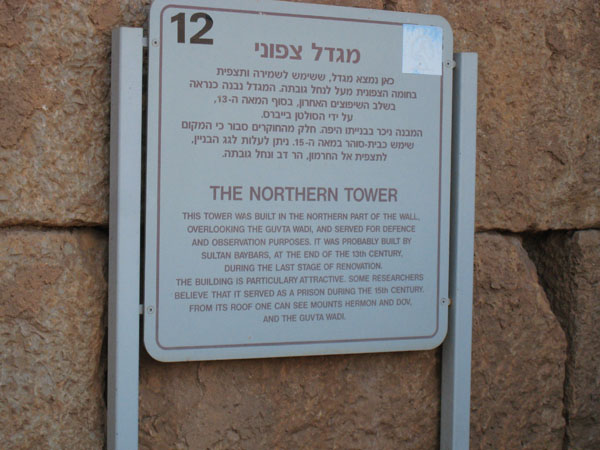 12
מגדל צפוני
כאן נמצא מגדל, ששימש לשמירה ותצפית
בחומה הצפונית מעל לנחל גובתה. המגדל נבנה כנראה
בשלב השיפוצים האחרון, בסוף המאה ה-13,
על ידי הסולטן בייברס.
המבנה ניכר בבנייתו היפה. חלק מהחוקרים סבור כי המקום
שימש כבית-סוהר במאה ה-15. ניתן לעלות לגג הבניין,
לתצפית אל החרמון, הר דב ונחל גובתה.
THE NORTHERN TOWER
THIS TOWER WAS BUILT IN THE NORTHERN PART OF THE WALL,
OVERLOOKING THE GUVTA WADI, AND SERVED FOR DEFENCE
AND OBSERVATION PURPOSES. IT WAS PROBABLY BUILT BY
SULTAN BAYBARS, AT THE END OF THE 13th CENTURY,
DURING THE LAST STAGE OF RENOVATION.
THE BUILDING IS PARTICULARY ATTRACTIVE. SOME RESEARCHERS
BELIEVE THAT IT SERVED AS A PRISON DURING THE 15th CENTURY.
FROM ITS ROOF ONE CAN SEE MOUNTS HERMON AND DOV,
AND THE GUVTA WADI.